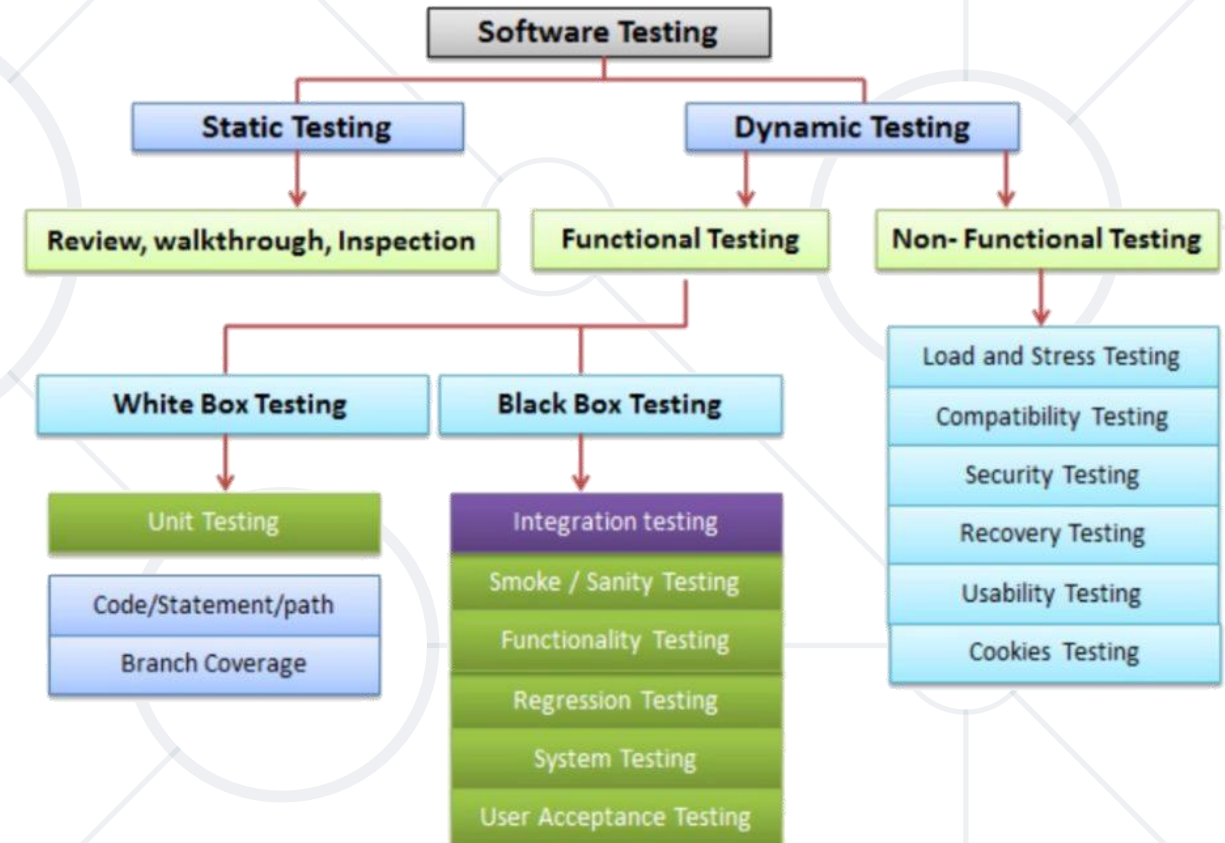 Software Testing
Static Testing
Dynamic Testing
Review, walkthrough, Inspection
Functional Testing
Non- Functional Testing
White Box Testing
Black Box Testing
Unit Testing
Code/Statement/path
Branch Coverage
Integration testing
Smoke / Sanity Testing
Functionality Testing
Regression Testing
System Testing
User Acceptance Testing
Load and Stress Testing
Compatibility Testing
Security Testing
Recovery Testing
Usability Testing
Cookies Testing